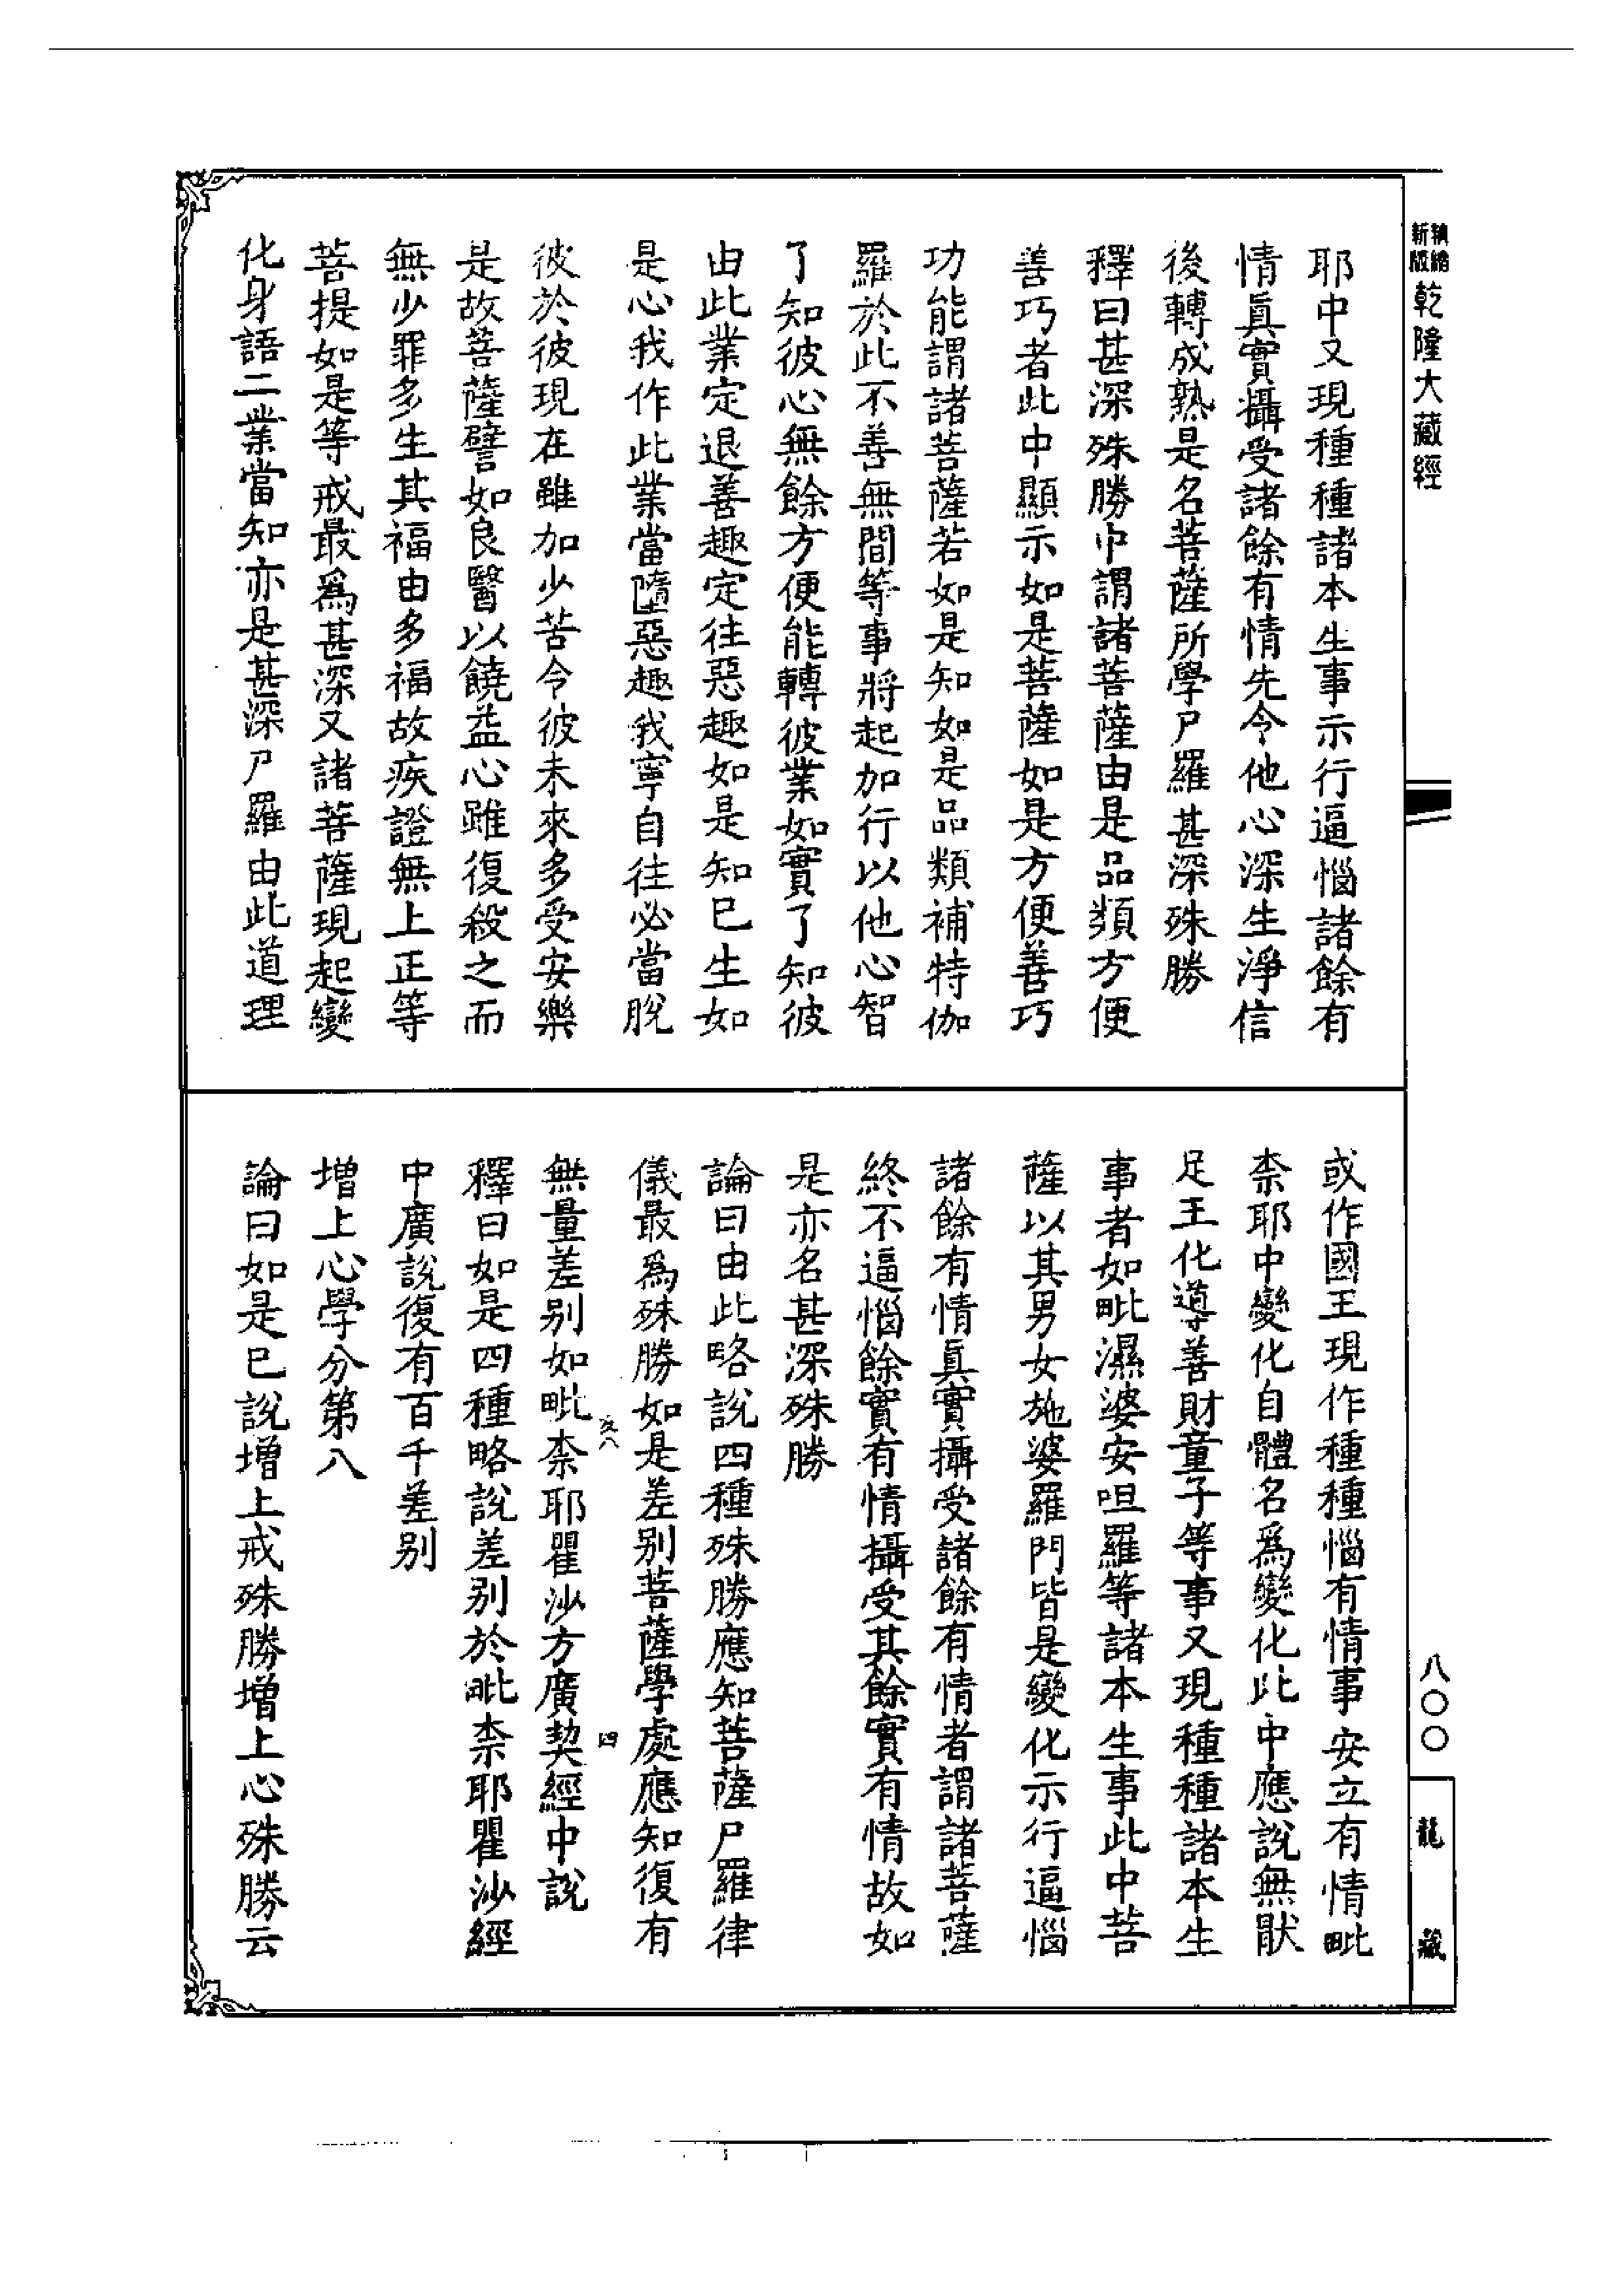 新編縮版乾隆大藏經
耶中又現種種諸本生事示行逼惱諸餘有
情眞實攝受諸餘有情先令他心深生淨信
後轉成熟是名菩薩所學尸羅甚深殊勝
釋曰甚深殊勝中謂諸菩薩由是品類方便
善巧者此中顯示如是菩薩如是方便善巧
功能謂諸菩薩若如是知如是品類補特伽
羅於此不善無間等事將起加行以他心智
了知彼心無餘方便能轉彼業如實了知彼
由此業定退善趣定往惡趣如是知已生如
是心我作此業當墮惡趣我寧自往必當脫
彼於彼現在雖加少苦令彼未來多受安樂
是故菩薩譬如良醫以饒益心雖復殺之而
無少罪多生其福由多福故疾證無上正等
菩提如是等戒最爲甚深又諸菩薩現起變
化身語二業當知亦是甚深尸羅由此道理
或作國王現作種種惱有情事安立有情毗
柰耶中變化自體名爲變化此中應說無猒
足王化導善財童子等事又現種種諸本生
事者如毗濕婆安呾羅等諸本生事此中菩
薩以其男女施婆羅門皆是變化示行逼惱
諸餘有情眞實攝受諸餘有情者謂諸菩薩
終不逼惱餘實有情攝受其餘實有情故如
是亦名甚深殊勝
論曰由此略說四種殊勝應知菩薩尸羅律
儀最爲殊勝如是差别菩薩學處應知復有
無量差别如毗柰耶瞿沙方廣契經中說
釋曰如是四種略說差别於毗柰耶瞿沙經
中廣說復有百千差别
增上心學分第八
論曰如是已說增上戒殊勝增上心殊勝云
八〇〇
龍藏